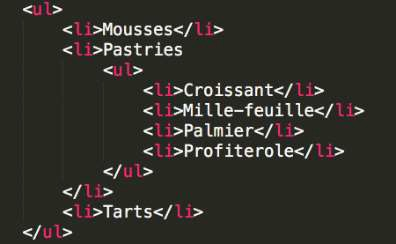 <ul>
    <li>Mousses</li>
    <li>Pastries
        <ul>
            <li>Croissant</li>
            <li>Mille-feuille</li>
            <li>Palmier</li>
            <li>Profiterole</li>
        </ul>
    </li>
    <li>Tarts</li>
</ul>